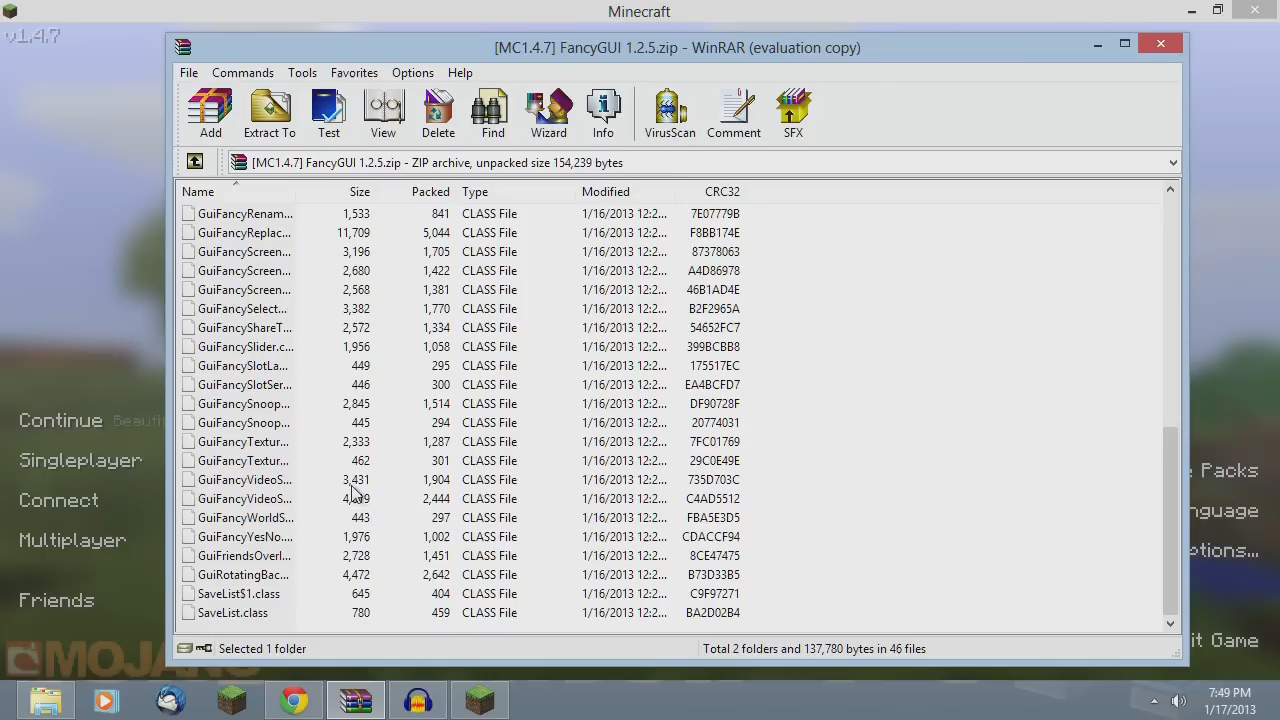 Minecraft
v1.4.7
[MC1.4.7] FancyGUI 1.2.5.zip - WinRAR (evaluation copy)
File Commands Tools Favorites Options Help
Add Extract To Test View Delete Find Wizard Info VirusScan Comment SFX
[MC1.4.7] FancyGUI 1.2.5.zip - ZIP archive, unpacked size 154,239 bytes
Name Size Packed Type Modified CRC32
GuiFancyRenam... 1,533 841 CLASS File 1/16/2013 12:2... 7E07779B
GuiFancyReplac... 11,709 5,044 CLASS File 1/16/2013 12:2... F8BB174E
GuiFancyScreen... 3,196 1,705 CLASS File 1/16/2013 12:2... 87378063
GuiFancyScreen... 2,680 1,422 CLASS File 1/16/2013 12:2... A4D86978
GuiFancyScreen... 2,568 1,381 CLASS File 1/16/2013 12:2... 46B1AD4E
GuiFancySelect... 3,382 1,770 CLASS File 1/16/2013 12:2... B2F2965A
GuiFancyShareT... 2,572 1,334 CLASS File 1/16/2013 12:2... 54652FC7
GuiFancySlider.c... 1,956 1,058 CLASS File 1/16/2013 12:2... 399BCBB8
GuiFancySlotLa... 449 295 CLASS File 1/16/2013 12:2... 175517EC
GuiFancySlotSer... 446 300 CLASS File 1/16/2013 12:2... EA4BCFD7
GuiFancySnoop... 2,845 1,514 CLASS File 1/16/2013 12:2... DF90728F
GuiFancySnoop... 445 294 CLASS File 1/16/2013 12:2... 20774031
GuiFancyTextur... 2,333 1,287 CLASS File 1/16/2013 12:2... 7FC01769
GuiFancyTextur... 462 301 CLASS File 1/16/2013 12:2... 29C0E49E
GuiFancyVideoS... 3,431 1,904 CLASS File 1/16/2013 12:2... 735D703C
GuiFancyVideoS... 2,444 CLASS File 1/16/2013 12:2... C4AD5512
GuiFancyWorldS... 443 297 CLASS File 1/16/2013 12:2... FBA5E3D5
GuiFancyYesNo.... 1,976 1,002 CLASS File 1/16/2013 12:2... CDACCF94
GuiFriendsOverl... 2,728 1,451 CLASS File 1/16/2013 12:2... 8CE47475
GuiRotatingBac... 4,472 2,642 CLASS File 1/16/2013 12:2... B73D33B5
SaveList$1.class 645 404 CLASS File 1/16/2013 12:2... C9F97271
SaveList.class 780 459 CLASS File 1/16/2013 12:2... BA2D02B4
Selected 1 folder Total 2 folders and 137,780 bytes in 46 files
Continue Beauti
Singleplayer
Connect
Multiplayer
Friends
Packs
nguage
ptions...
it Game
MOJANG
7:49 PM
1/17/2013